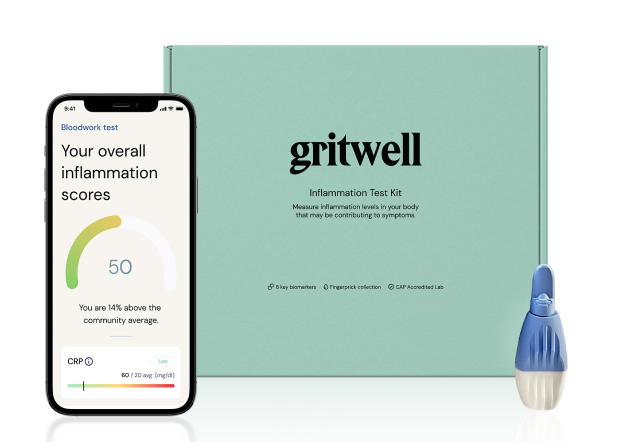 9:41
Bloodwork test
Your overall
inflammation
scores
50
You are 14% above the
community average.
CRP
Low
60 / 20 avg (mg/dl)
gritwell
Inflammation Test Kit
Measure inflammation levels in your body
that may be contributing to symptoms.
5 key biomarkers
Fingerprick collection
CAP Accredited Lab